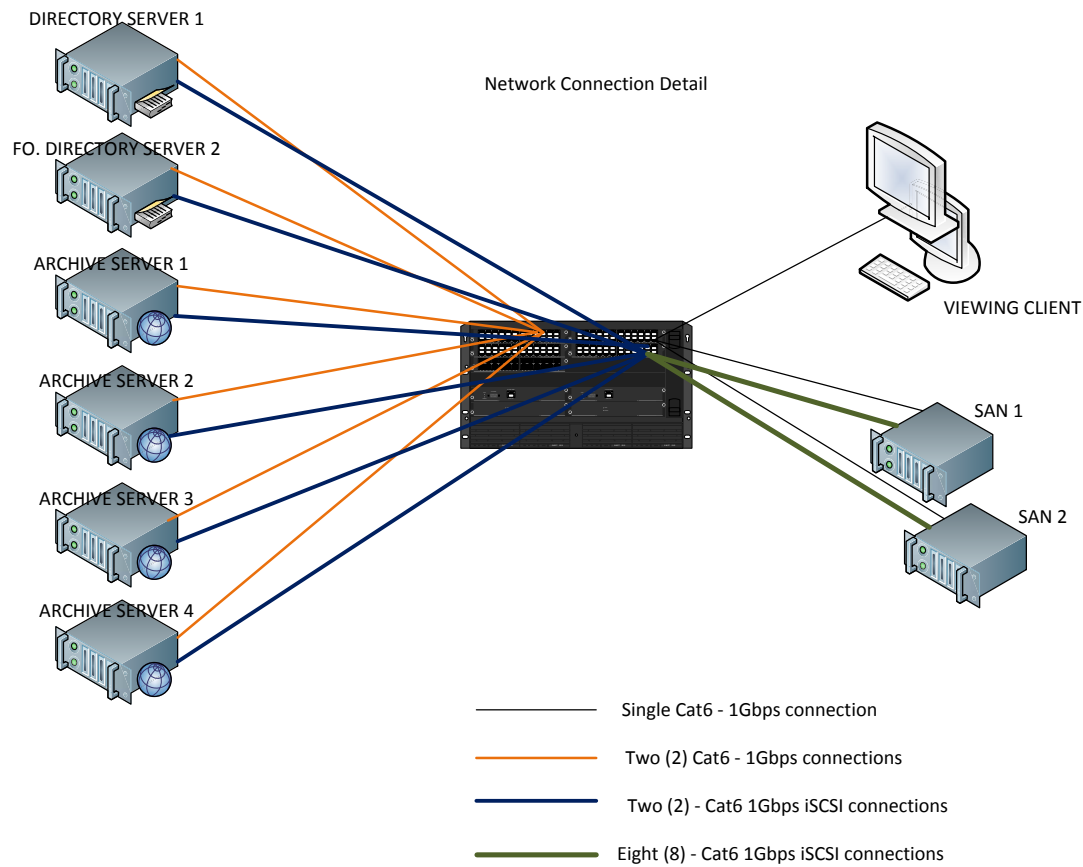 DIRECTORY SERVER 1
Network Connection Detail
FO. DIRECTORY SERVER 2
ARCHIVE SERVER 1
VIEWING CLIENT
ARCHIVE SERVER 2
SAN 1
ARCHIVE SERVER 3
SAN 2
ARCHIVE SERVER 4
Single Cat6 - 1Gbps connection
Two (2) Cat6 - 1Gbps connections
Two (2) - Cat6 1Gbps iSCSI connections
Eight (8) - Cat6 1Gbps iSCSI connections